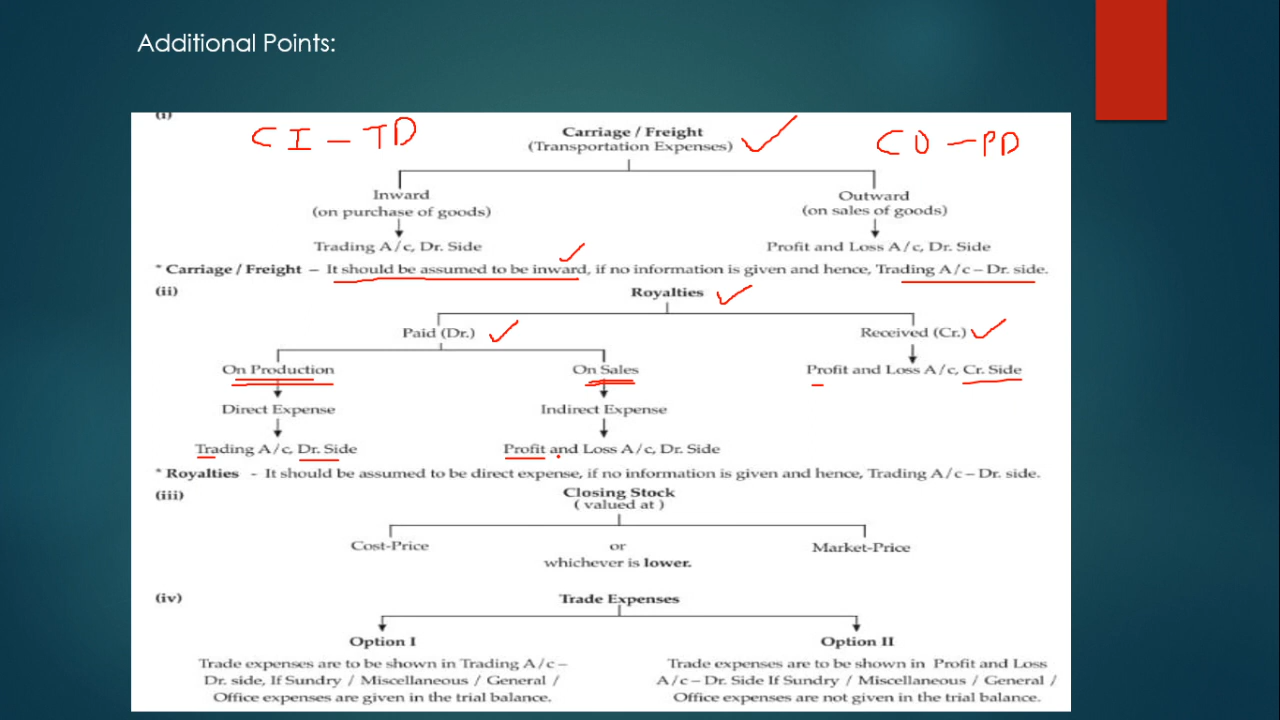 Additional Points:
(i)
CI – TD
Carriage / Freight
CO – PD
(Transportation Expenses)
Inward
Outward
(on purchase of goods)
(on sales of goods)
Trading A/c, Dr. Side
Profit and Loss A/c, Dr. Side
* Carriage / Freight – It should be assumed to be inward, if no information is given and hence, Trading A/c – Dr. side.
(ii)
Royalties
Paid (Dr.)
Received (Cr.)
On Production
On Sales
Profit and Loss A/c, Cr. Side
Direct Expense
Indirect Expense
Trading A/c, Dr. Side
Profit and Loss A/c, Dr. Side
* Royalties - It should be assumed to be direct expense, if no information is given and hence, Trading A/c – Dr. side.
(iii)
Closing Stock
( valued at )
Cost-Price
or
Market-Price
whichever is lower.
(iv)
Trade Expenses
Option I
Option II
Trade expenses are to be shown in Trading A/c –
Dr. side, If Sundry / Miscellaneous / General /
Office expenses are given in the trial balance.
Trade expenses are to be shown in Profit and Loss
A/c – Dr. Side If Sundry / Miscellaneous / General /
Office expenses are not given in the trial balance.